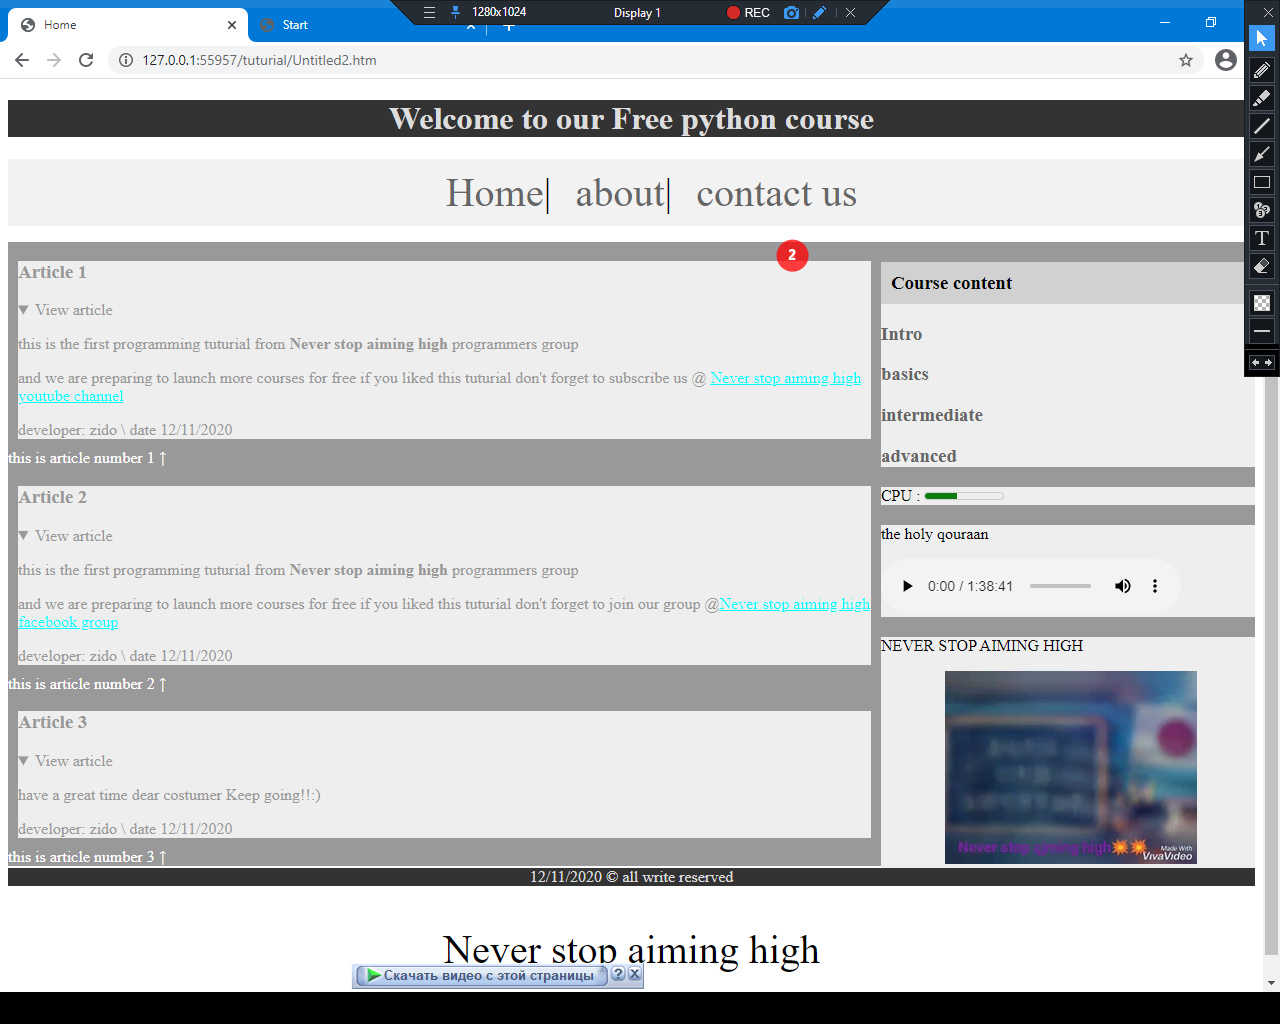 1280x1024
Display 1
REC
Home
Start
127.0.0.1:55957/tuturial/Untitled2.htm
Welcome to our Free python course
Home| about| contact us
2
Article 1
View article
this is the first programming tuturial from Never stop aiming high programmers group
and we are preparing to launch more courses for free if you liked this tuturial don't forget to subscribe us @ Never stop aiming high
youtube channel
developer: zido \ date 12/11/2020
this is article number 1 ↑
Article 2
View article
this is the first programming tuturial from Never stop aiming high programmers group
and we are preparing to launch more courses for free if you liked this tuturial don't forget to join our group @Never stop aiming high
facebook group
developer: zido \ date 12/11/2020
this is article number 2 ↑
Article 3
View article
have a great time dear costumer Keep going!!:)
developer: zido \ date 12/11/2020
this is article number 3 ↑
Course content
Intro
basics
intermediate
advanced
CPU :
the holy qouraan
0:00 / 1:38:41
NEVER STOP AIMING HIGH
Never stop aiming high💥💥
Made With
VivaVideo
12/11/2020 © all write reserved
Never stop aiming high
Скачать видео с этой страницы ? X
T